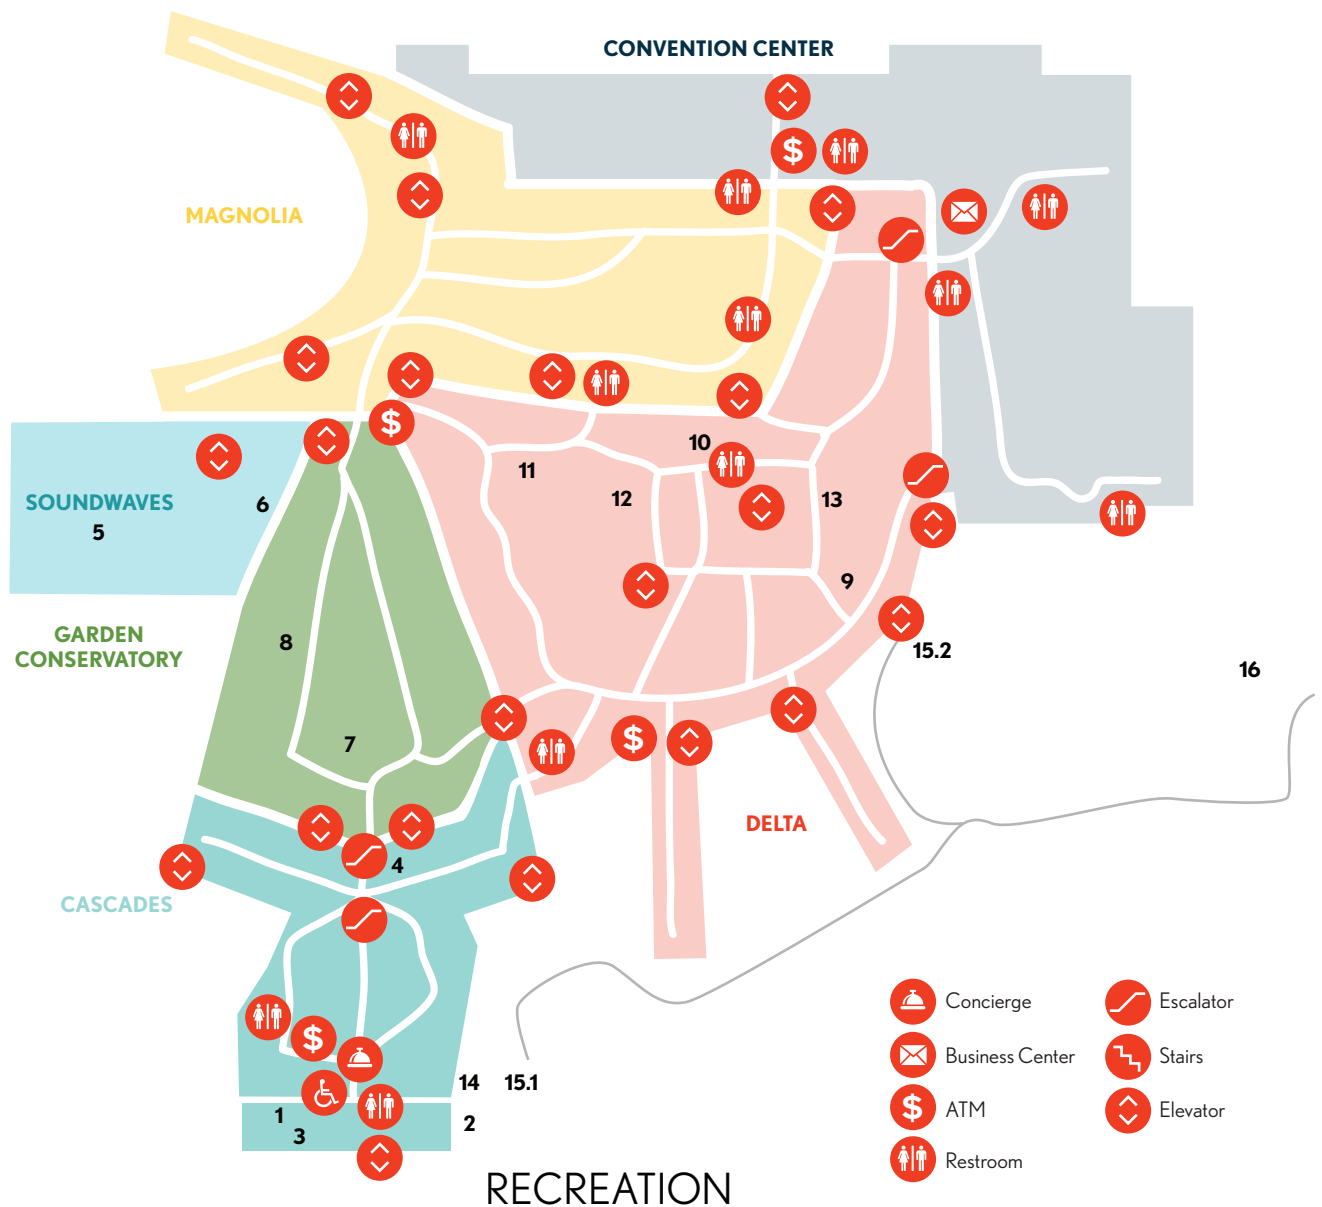 CONVENTION CENTER
MAGNOLIA
$
$
10
11
12
13
SOUNDWAVES
5
6
9
GARDEN
CONSERVATORY
8
15.2
16
7
$
DELTA
4
CASCADES
$
14
15.1
1
2
3
Concierge
Escalator
Business Center
Stairs
$ ATM
Elevator
Restroom
RECREATION